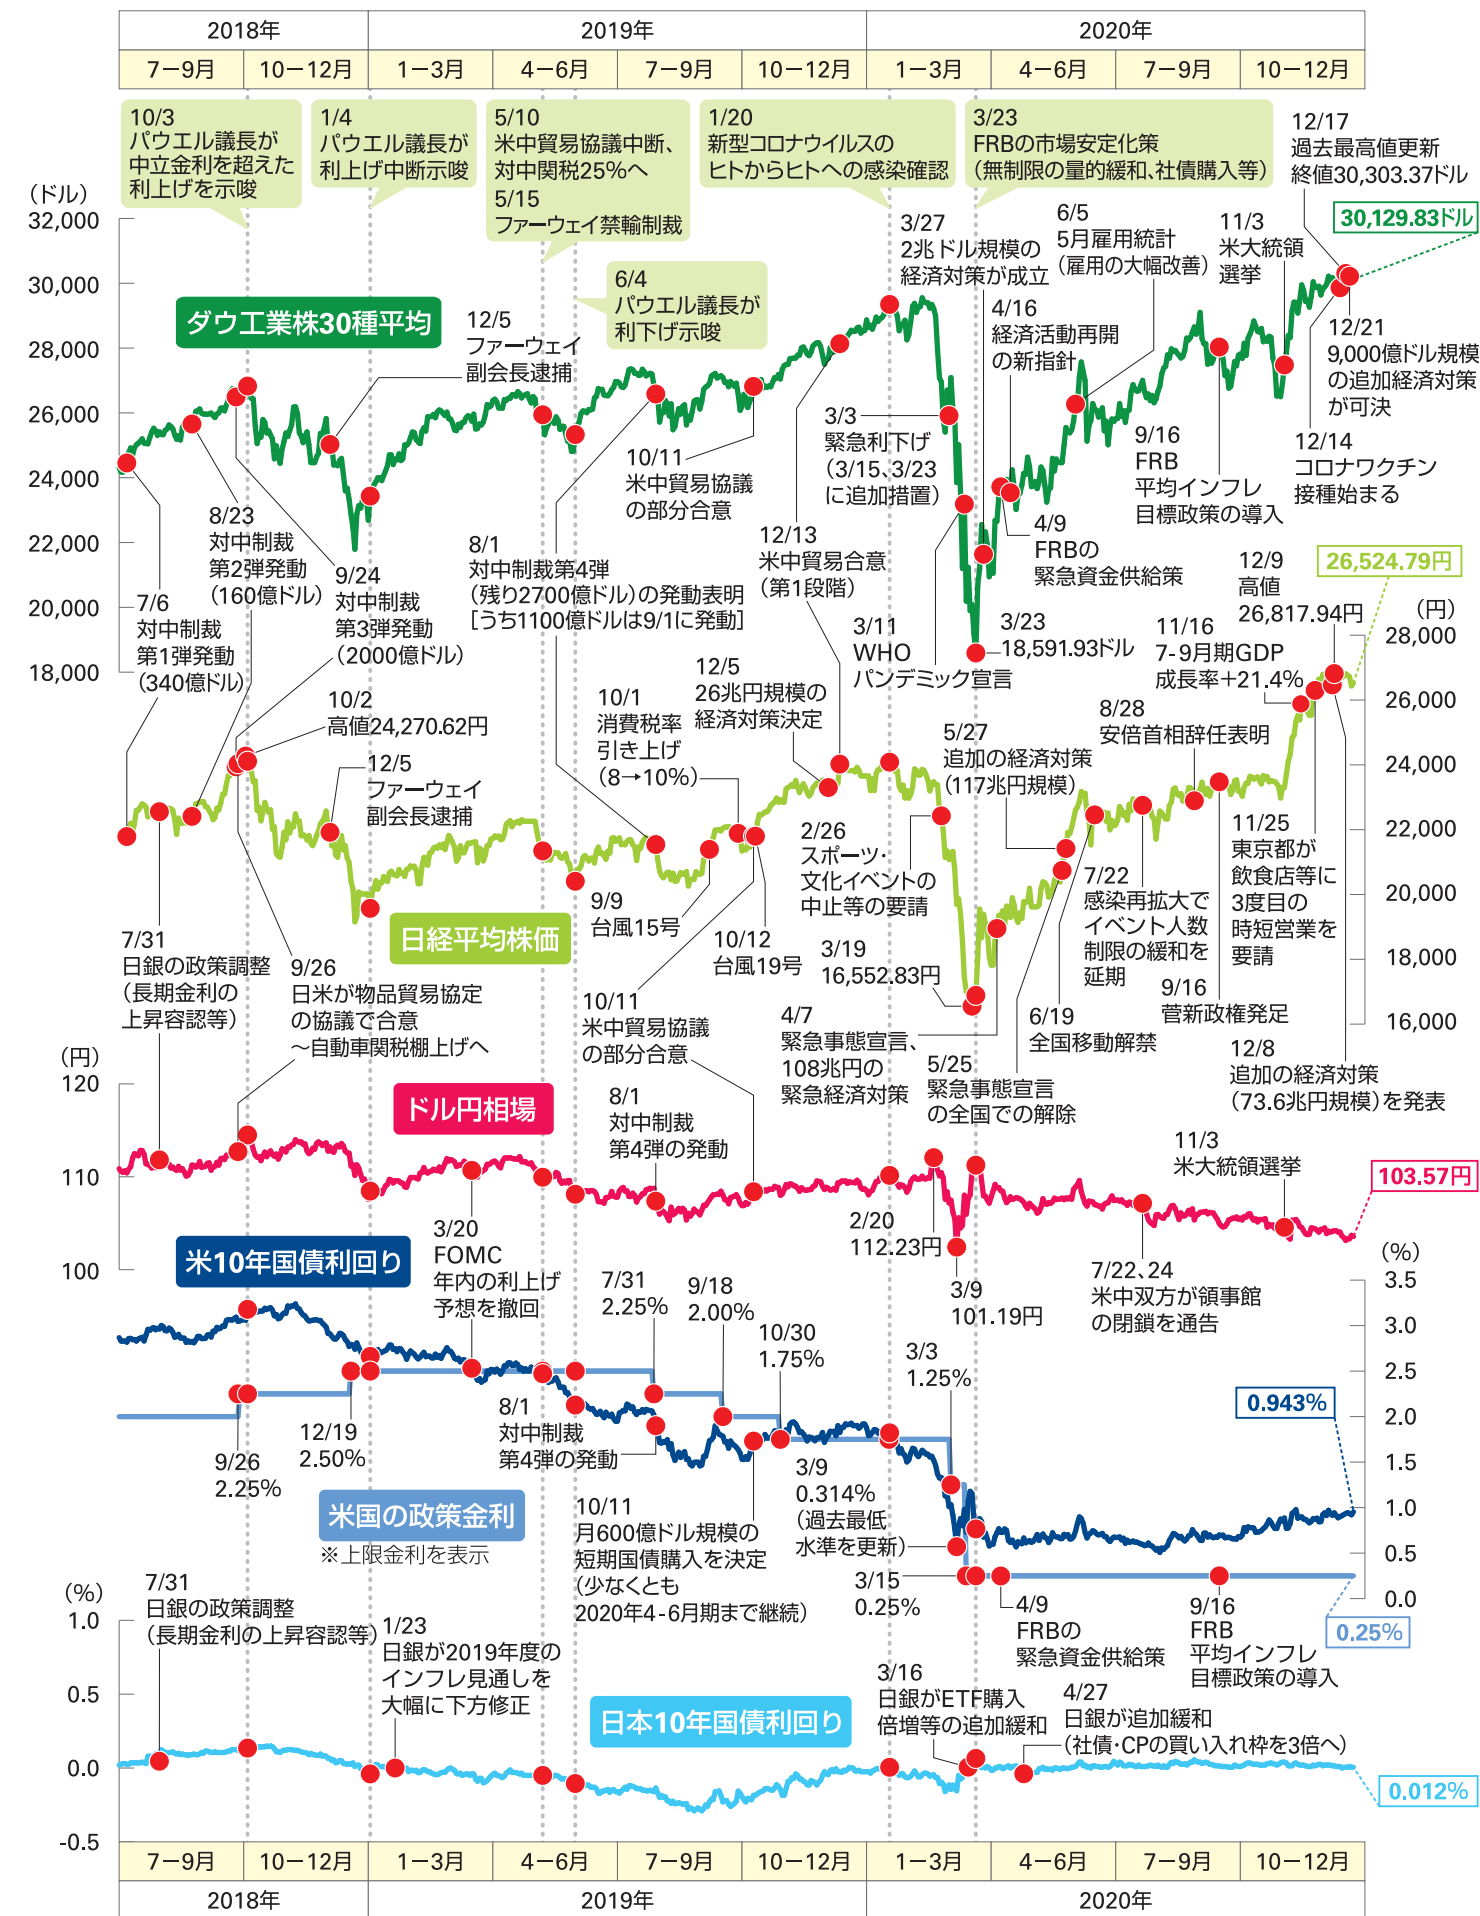 2018年
2019年
2020年
7－9月
10－12月
1－3月
4－6月
7－9月
10－12月
1－3月
4－6月
7－9月
10－12月
10/3
パウエル議長が
中立金利を超えた
利上げを示唆
1/4
パウエル議長が
利上げ中断示唆
5/10
米中貿易協議中断、
対中関税25%へ
5/15
ファーウェイ禁輸制裁
6/4
パウエル議長が
利下げ示唆
1/20
新型コロナウイルスの
ヒトからヒトへの感染確認
3/23
FRBの市場安定化策
（無制限の量的緩和、社債購入等）
12/17
過去最高値更新
終値30,303.37ドル
30,129.83ドル
（ドル）
32,000
30,000
28,000
26,000
24,000
22,000
20,000
18,000
ダウ工業株30種平均
12/5
ファーウェイ
副会長逮捕
3/27
2兆ドル規模の
経済対策が成立
6/5
5月雇用統計
（雇用の大幅改善）
11/3
米大統領
選挙
4/16
経済活動再開
の新指針
12/21
9,000億ドル規模
の追加経済対策
が可決
3/3
緊急利下げ
（3/15、3/23
に追加措置）
9/16
FRB
平均インフレ
目標政策の導入
12/14
コロナワクチン
接種始まる
10/11
米中貿易協議
の部分合意
8/23
対中制裁
第2弾発動
（160億ドル）
9/24
対中制裁
第3弾発動
（2000億ドル）
7/6
対中制裁
第1弾発動
（340億ドル）
8/1
対中制裁第4弾
（残り2700億ドル）の発動表明
［うち1100億ドルは9/1に発動］
12/13
米中貿易合意
（第1段階）
4/9
FRBの
緊急資金供給策
3/11
WHO
パンデミック宣言
3/23
18,591.93ドル
12/9
高値
26,817.94円
26,524.79円
（円）
28,000
26,000
24,000
22,000
20,000
18,000
16,000
10/2
高値24,270.62円
12/5
ファーウェイ
副会長逮捕
10/1
消費税率
引き上げ
（8→10%）
12/5
26兆円規模の
経済対策決定
11/16
7-9月期GDP
成長率＋21.4%
5/27
追加の経済対策
（117兆円規模）
8/28
安倍首相辞任表明
日経平均株価
9/9
台風15号
10/12
台風19号
2/26
スポーツ・
文化イベントの
中止等の要請
3/19
16,552.83円
7/22
感染再拡大で
イベント人数
制限の緩和を
延期
11/25
東京都が
飲食店等に
3度目の
時短営業を
要請
7/31
日銀の政策調整
（長期金利の
上昇容認等）
9/26
日米が物品貿易協定
の協議で合意
～自動車関税棚上げへ
10/11
米中貿易協議
の部分合意
4/7
緊急事態宣言、
108兆円の
緊急経済対策
5/25
緊急事態宣言
の全国での解除
6/19
全国移動解禁
9/16
菅新政権発足
12/8
追加の経済対策
（73.6兆円規模）を発表
（円）
120
110
100
ドル円相場
8/1
対中制裁
第4弾の発動
11/3
米大統領選挙
103.57円
3/20
FOMC
年内の利上げ
予想を撤回
2/20
112.23円
3/9
101.19円
7/22、24
米中双方が領事館
の閉鎖を通告
（%）
3.5
3.0
2.5
2.0
1.5
1.0
0.5
0.0
米10年国債利回り
7/31
2.25%
9/18
2.00%
10/30
1.75%
3/3
1.25%
0.943%
9/26
2.25%
12/19
2.50%
8/1
対中制裁
第4弾の発動
米国の政策金利
※上限金利を表示
10/11
月600億ドル規模の
短期国債購入を決定
（少なくとも
2020年4-6月期まで継続）
3/9
0.314%
（過去最低
水準を更新）
3/15
0.25%
4/9
FRBの
緊急資金供給策
9/16
FRB
平均インフレ
目標政策の導入
0.25%
（%）
1.0
0.5
0.0
-0.5
7/31
日銀の政策調整
（長期金利の上昇容認等）
1/23
日銀が2019年度の
インフレ見通しを
大幅に下方修正
日本10年国債利回り
3/16
日銀がETF購入
倍増等の追加緩和
4/27
日銀が追加緩和
（社債・CPの買い入れ枠を3倍へ）
0.012%
7－9月
10－12月
1－3月
4－6月
7－9月
10－12月
1－3月
4－6月
7－9月
10－12月
2018年
2019年
2020年